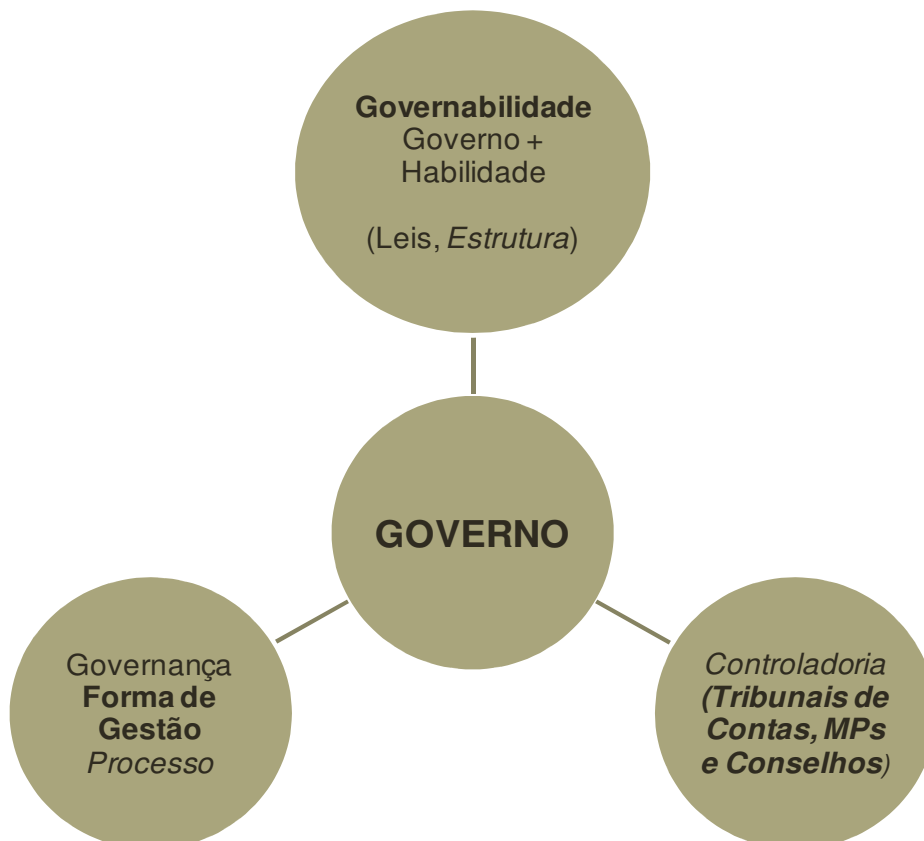 Governabilidade
Governo +
Habilidade
(Leis, Estrutura)
GOVERNO
Governança
Forma de
Gestão
Processo
Controladoria
(Tribunais de
Contas, MPs
e Conselhos)